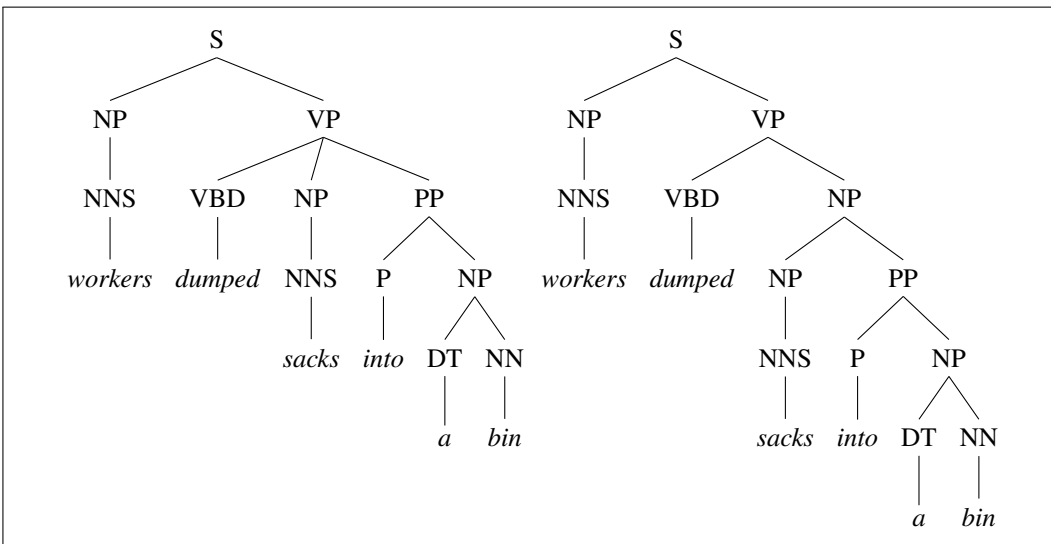 S S
NP VP NP VP
NNS VBD NP PP NNS VBD NP
workers dumped NNS P NP workers dumped NP PP
sacks into DT NN NNS P NP
a bin sacks into DT NN
a bin